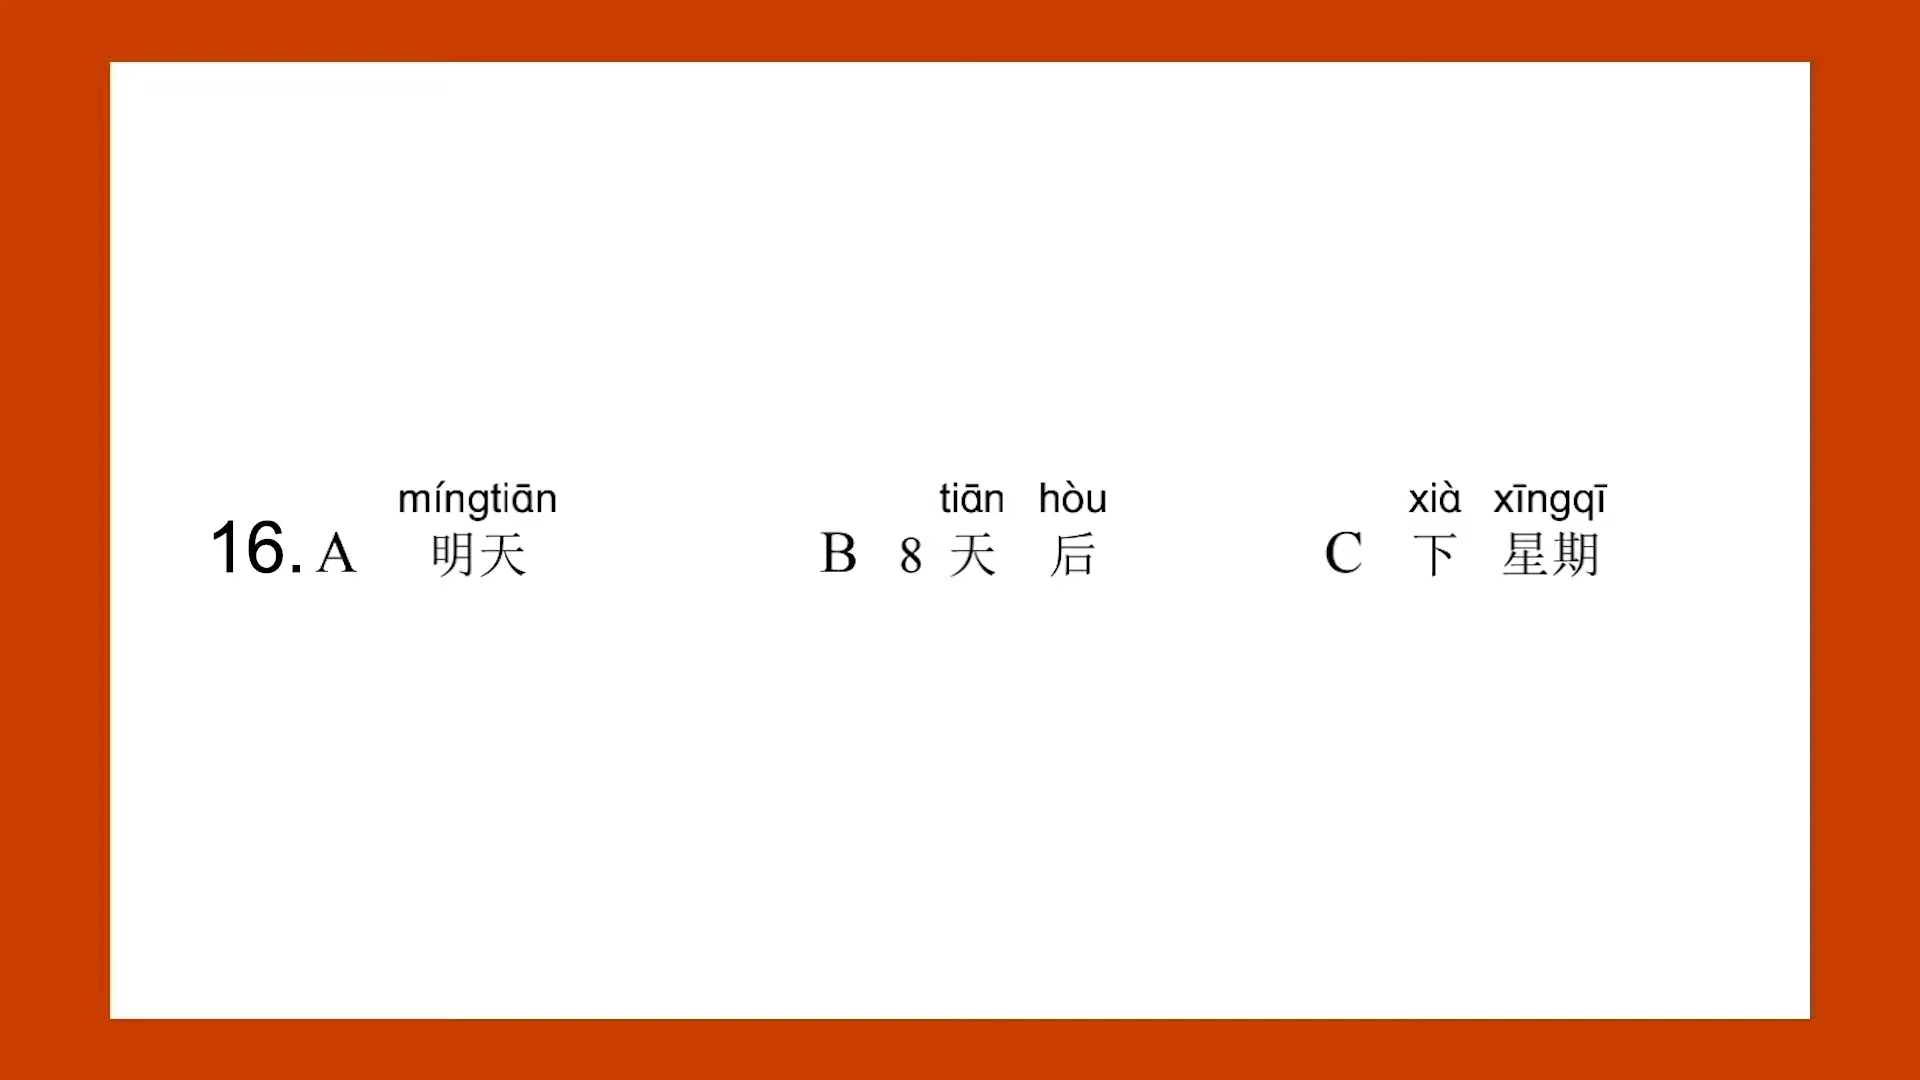 míngtiān tiān hòu xià xīngqī
16. A 明天 B 8 天 后 C 下 星期